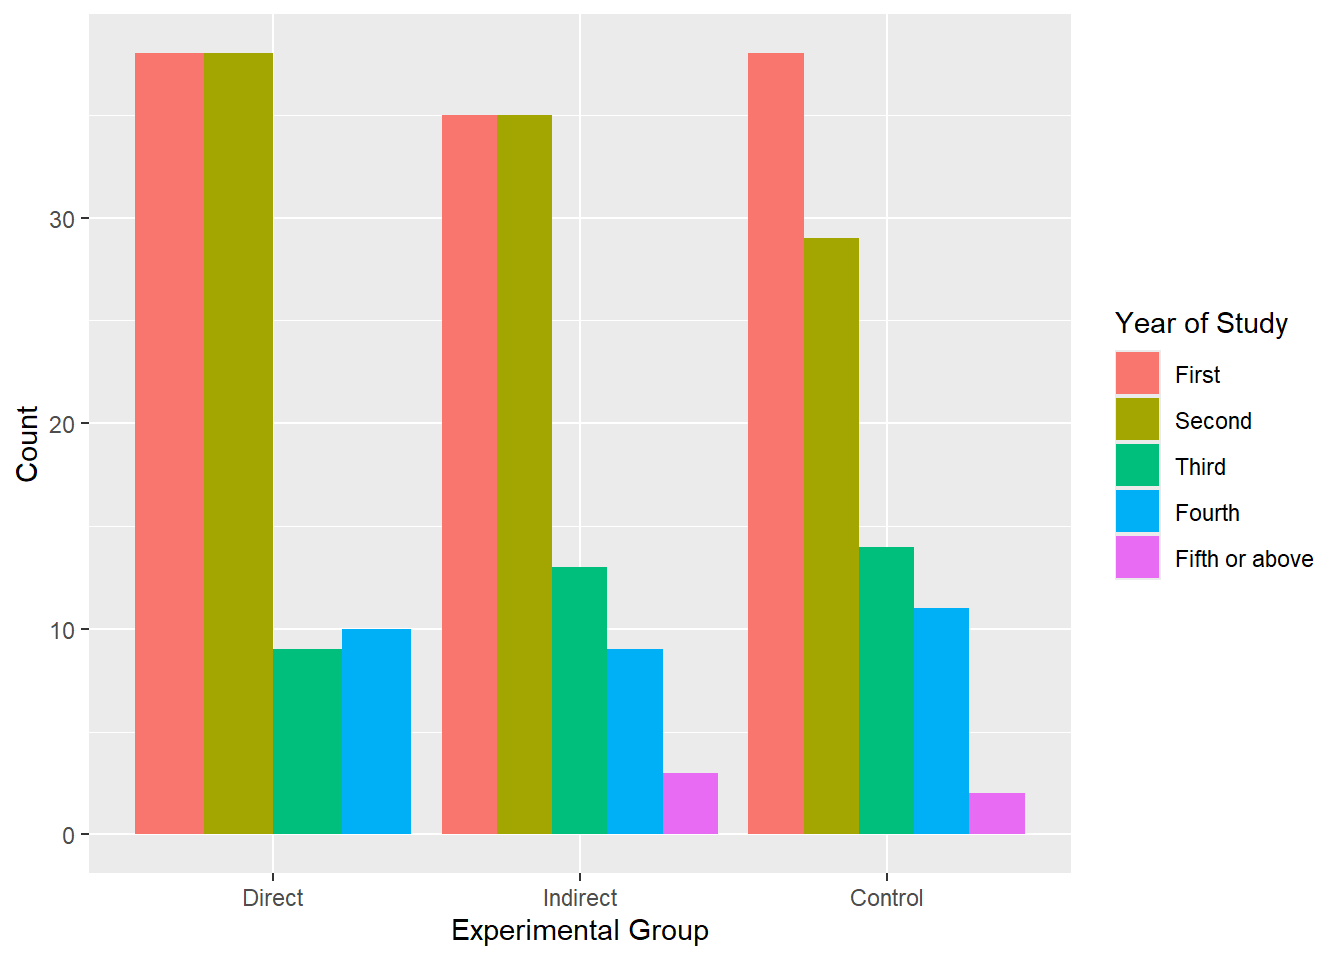 Count
30
20
10
0
Direct
Indirect
Control
Experimental Group
Year of Study
First
Second
Third
Fourth
Fifth or above